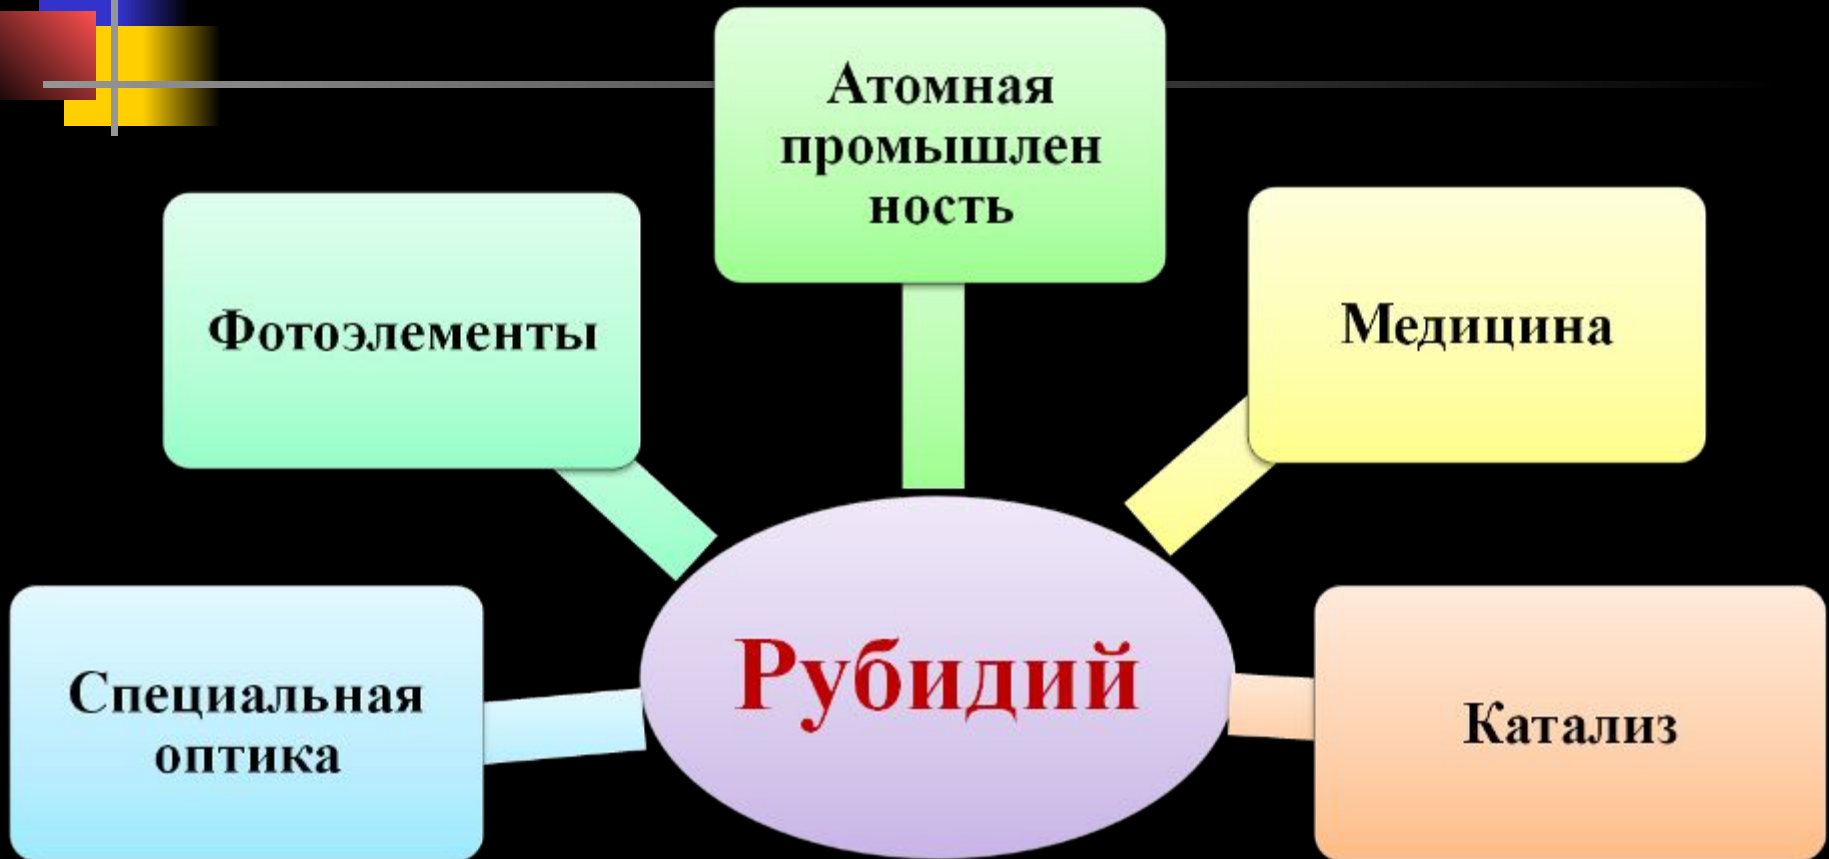 Атомная
промышлен
ность
Фотоэлементы
Медицина
Специальная
оптика
Рубидий
Катализ